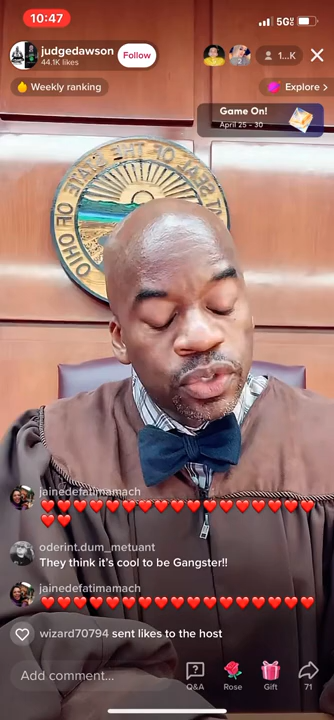 10:47
5G
judgedawson
44.1K likes
Follow
1...K
Weekly ranking
Explore >
Game On!
April 25 - 30
THE GREAT SEAL OF THE STATE OF OHIO
jainedefatimamach
❤️❤️❤️❤️❤️❤️❤️❤️❤️❤️❤️❤️❤️❤️❤️❤️❤️
❤️❤️
oderint.dum_metuant
They think it's cool to be Gangster!!
jainedefatimamach
❤️❤️❤️❤️❤️❤️❤️❤️❤️❤️❤️❤️❤️❤️❤️❤️❤️
wizard70794 sent likes to the host
Add comment...
Q&A
Rose
Gift
71